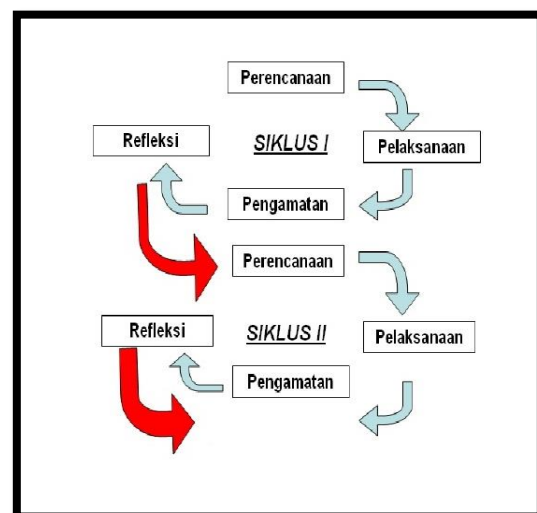 Perencanaan
Refleksi
SIKLUS I
Pelaksanaan
Pengamatan
Perencanaan
Refleksi
SIKLUS II
Pelaksanaan
Pengamatan